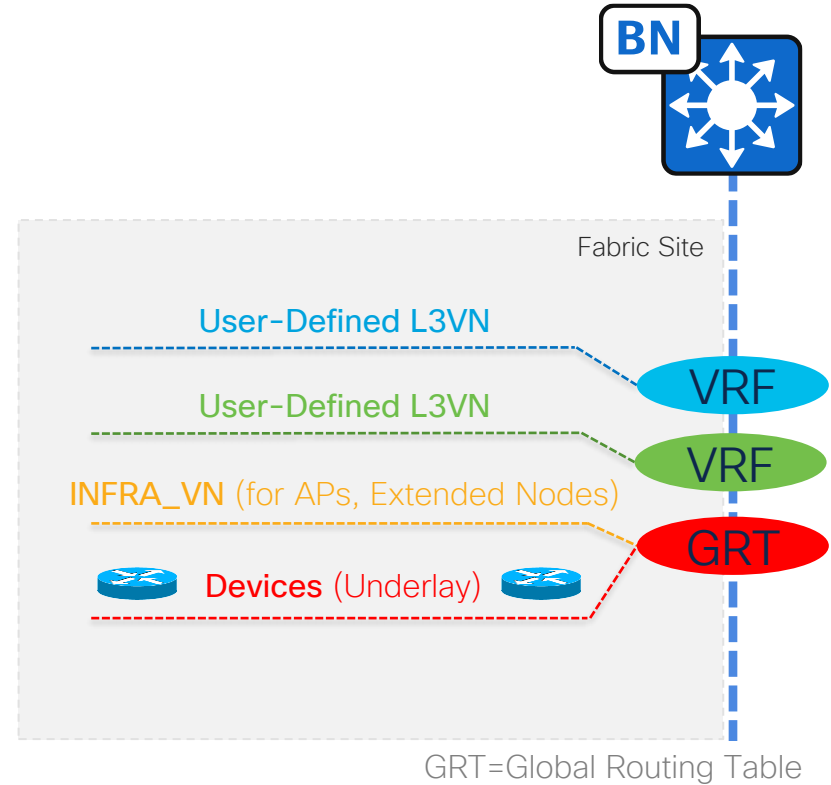 BN
Fabric Site
User-Defined L3VN
VRF
User-Defined L3VN
VRF
INFRA_VN (for APs, Extended Nodes)
GRT
Devices (Underlay)
GRT=Global Routing Table